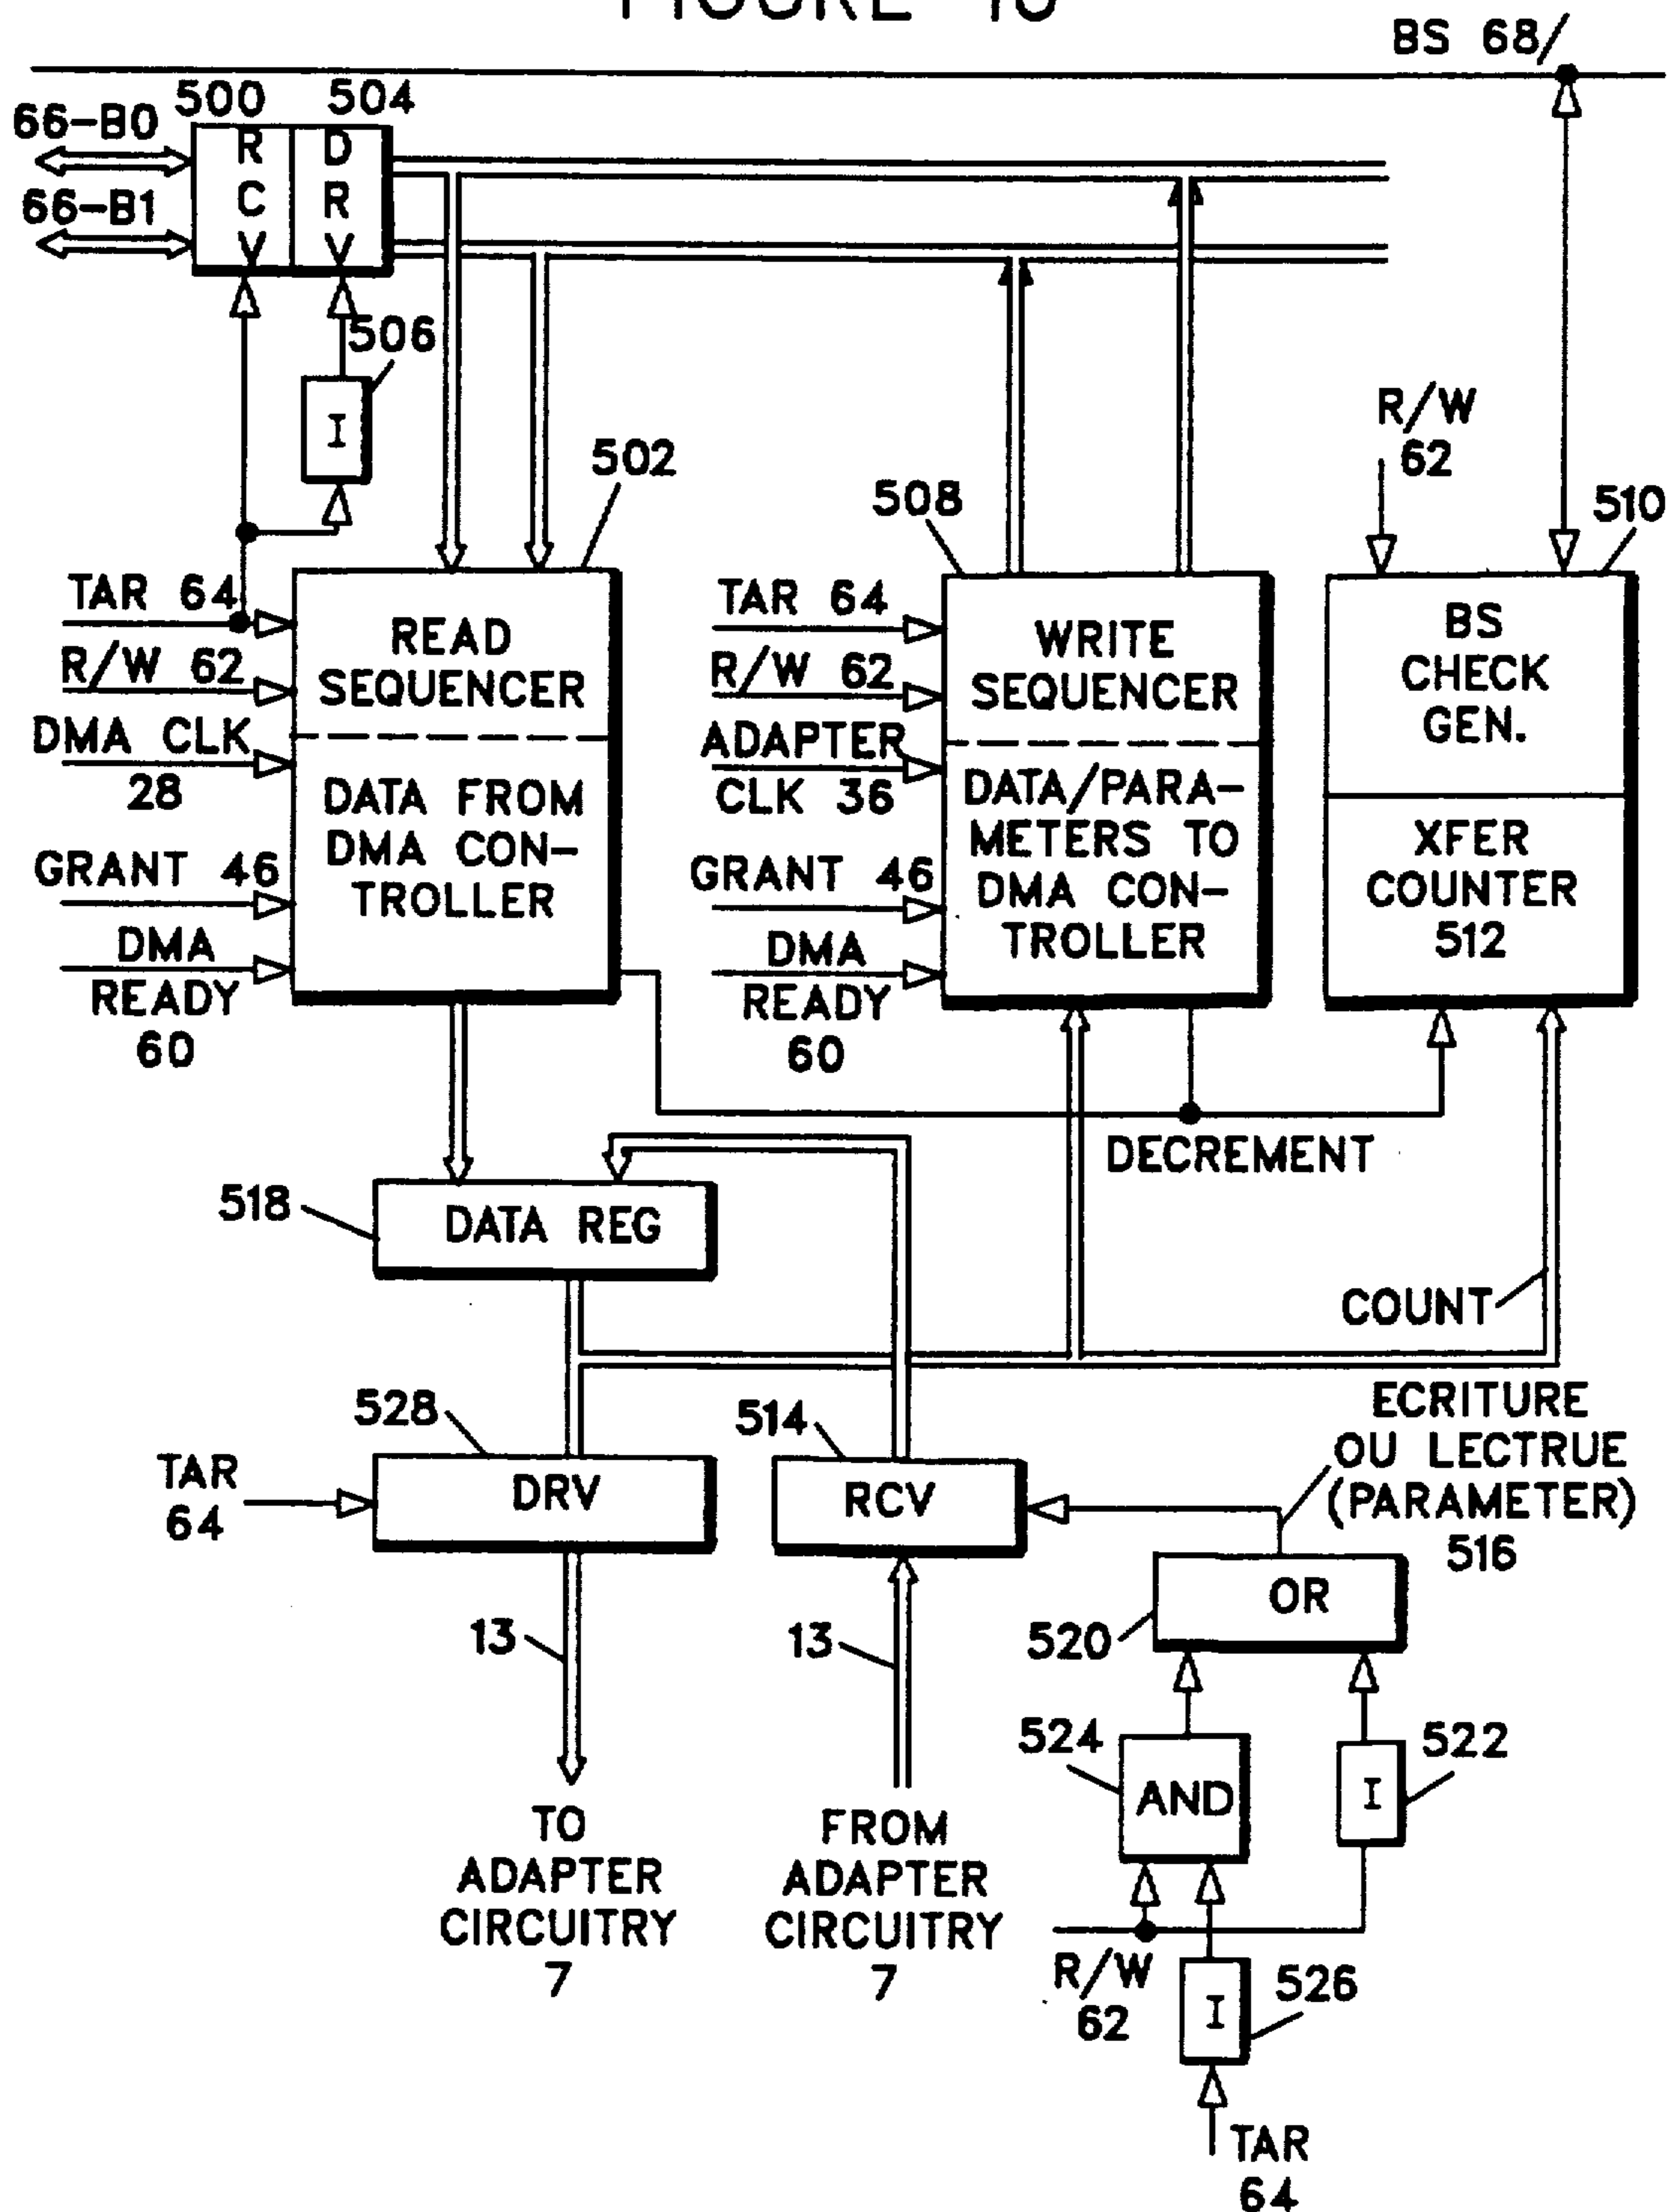 BS 68/
500 504
66-B0
66-B1
R
C
V
D
R
V
506
I
502
R/W
62
508
510
TAR 64
R/W 62
DMA CLK
28
GRANT 46
DMA
READY
60
READ
SEQUENCER
DATA FROM
DMA CON-
TROLLER
TAR 64
R/W 62
ADAPTER
CLK 36
GRANT 46
DMA
READY
60
WRITE
SEQUENCER
DATA/PARA-
METERS TO
DMA CON-
TROLLER
BS
CHECK
GEN.
XFER
COUNTER
512
DECREMENT
518
DATA REG
COUNT
528
DRV
TAR
64
514
RCV
ECRITURE
OU LECTRUE
(PARAMETER)
516
OR
520
13
13
524
AND
522
I
TO
ADAPTER
CIRCUITRY
7
FROM
ADAPTER
CIRCUITRY
7
R/W
62
I
526
TAR
64